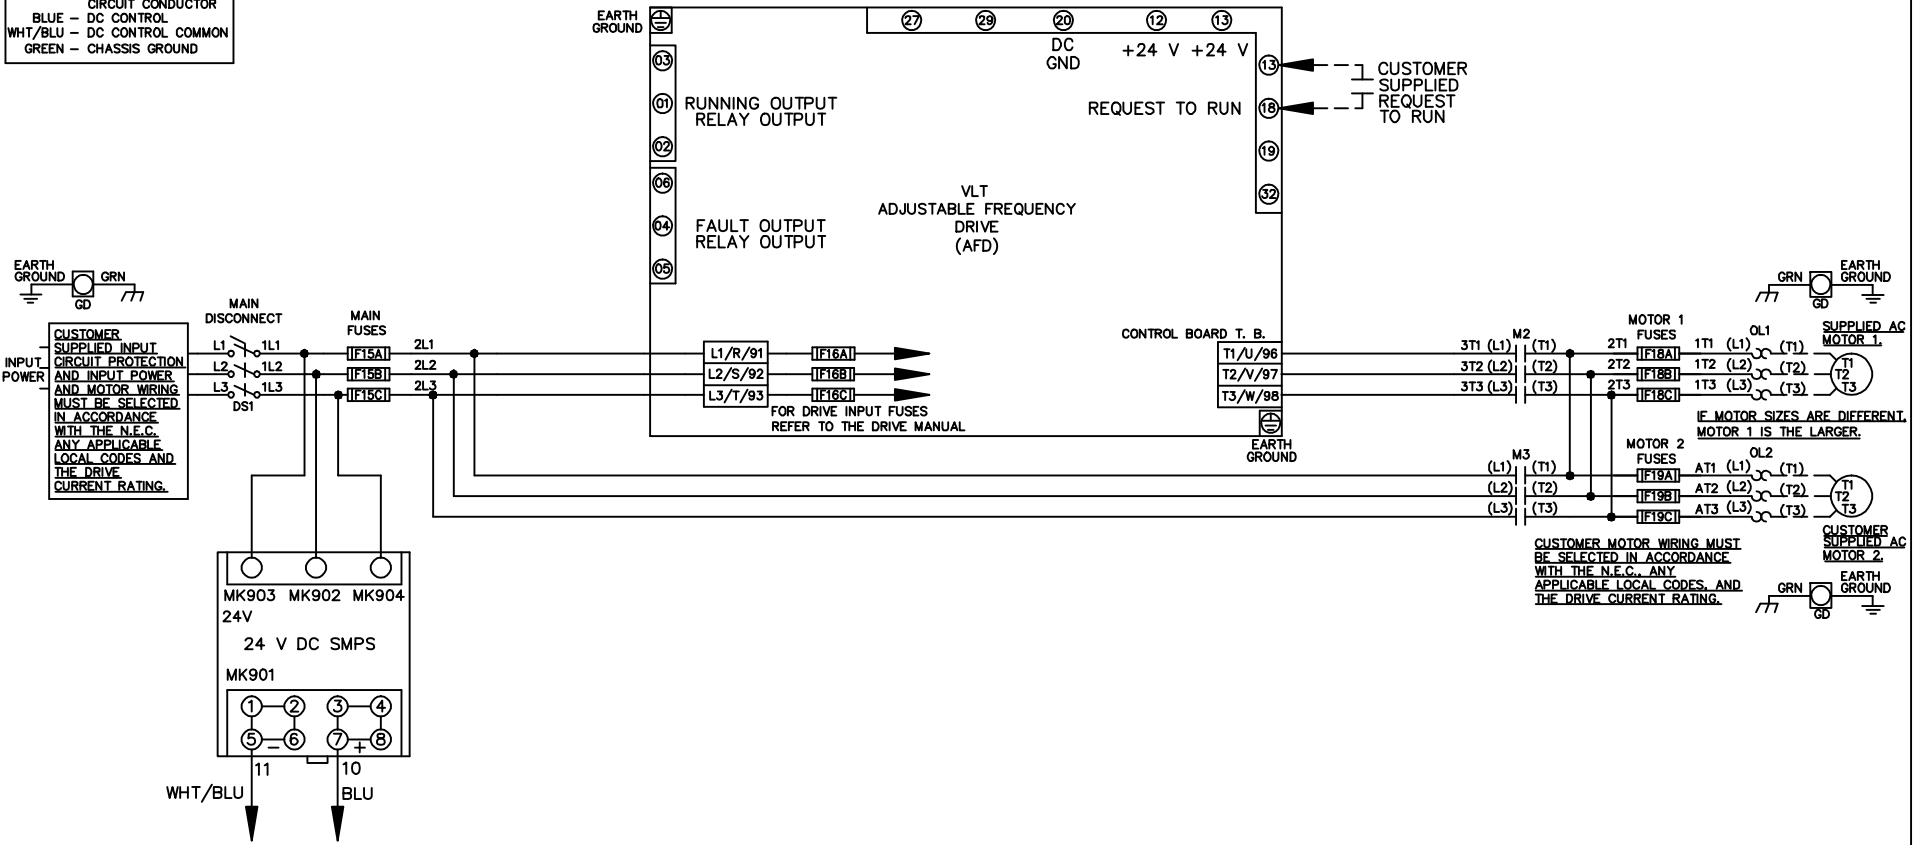 CIRCUIT CONDUCTOR
BLUE – DC CONTROL
WHT/BLU – DC CONTROL COMMON
GREEN – CHASSIS GROUND
EARTH
GROUND
27 29 20 12 13
DC
GND
+24 V +24 V
03
01
02
RUNNING OUTPUT
RELAY OUTPUT
06
04
05
FAULT OUTPUT
RELAY OUTPUT
13
18
19
32
REQUEST TO RUN
CUSTOMER
SUPPLIED
REQUEST
TO RUN
VLT
ADJUSTABLE FREQUENCY
DRIVE
(AFD)
EARTH
GROUND
GRN
GD
INPUT
POWER
CUSTOMER
SUPPLIED INPUT
CIRCUIT PROTECTION
AND INPUT POWER
AND MOTOR WIRING
MUST BE SELECTED
IN ACCORDANCE
WITH THE N.E.C.
ANY APPLICABLE
LOCAL CODES AND
THE DRIVE
CURRENT RATING.
MAIN
DISCONNECT
L1 1L1
L2 1L2
L3 1L3
DS1
MAIN
FUSES
F15A 2L1
F15B 2L2
F15C 2L3
L1/R/91 F16A
L2/S/92 F16B
L3/T/93 F16C
FOR DRIVE INPUT FUSES
REFER TO THE DRIVE MANUAL
CONTROL BOARD T. B.
T1/U/96
T2/V/97
T3/W/98
EARTH
GROUND
M2
3T1 (L1) (T1)
3T2 (L2) (T2)
3T3 (L3) (T3)
MOTOR 1
FUSES
2T1 F18A 1T1 (L1) (T1)
2T2 F18B 1T2 (L2) (T2)
2T3 F18C 1T3 (L3) (T3)
OL1
GRN
GD
EARTH
GROUND
SUPPLIED AC
MOTOR 1.
T1
T2
T3
IF MOTOR SIZES ARE DIFFERENT,
MOTOR 1 IS THE LARGER.
M3
(L1) (T1)
(L2) (T2)
(L3) (T3)
MOTOR 2
FUSES
F19A AT1 (L1) (T1)
F19B AT2 (L2) (T2)
F19C AT3 (L3) (T3)
OL2
T1
T2
T3
CUSTOMER
SUPPLIED AC
MOTOR 2.
CUSTOMER MOTOR WIRING MUST
BE SELECTED IN ACCORDANCE
WITH THE N.E.C., ANY
APPLICABLE LOCAL CODES, AND
THE DRIVE CURRENT RATING.
GRN
GD
EARTH
GROUND
MK903 MK902 MK904
24V
24 V DC SMPS
MK901
1 2 3 4
5 – 6 7 + 8
11 10
WHT/BLU BLU